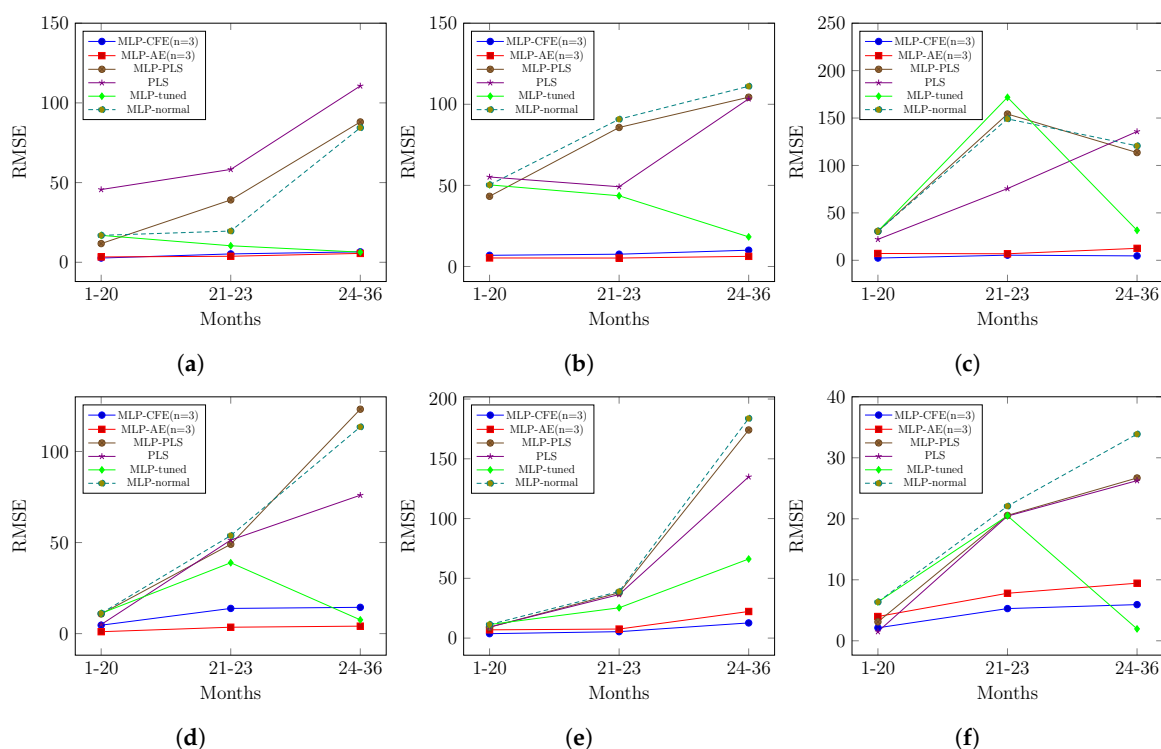 150
100
50
0
RMSE
MLP-CFE(n=3)
MLP-AE(n=3)
MLP-PLS
PLS
MLP-tuned
MLP-normal
1-20 21-23 24-36
Months
(a)
150
100
50
0
RMSE
MLP-CFE(n=3)
MLP-AE(n=3)
MLP-PLS
PLS
MLP-tuned
MLP-normal
1-20 21-23 24-36
Months
(b)
250
200
150
100
50
0
RMSE
MLP-CFE(n=3)
MLP-AE(n=3)
MLP-PLS
PLS
MLP-tuned
MLP-normal
1-20 21-23 24-36
Months
(c)
100
50
0
RMSE
MLP-CFE(n=3)
MLP-AE(n=3)
MLP-PLS
PLS
MLP-tuned
MLP-normal
1-20 21-23 24-36
Months
(d)
200
150
100
50
0
RMSE
MLP-CFE(n=3)
MLP-AE(n=3)
MLP-PLS
PLS
MLP-tuned
MLP-normal
1-20 21-23 24-36
Months
(e)
40
30
20
10
0
RMSE
MLP-CFE(n=3)
MLP-AE(n=3)
MLP-PLS
PLS
MLP-tuned
MLP-normal
1-20 21-23 24-36
Months
(f)